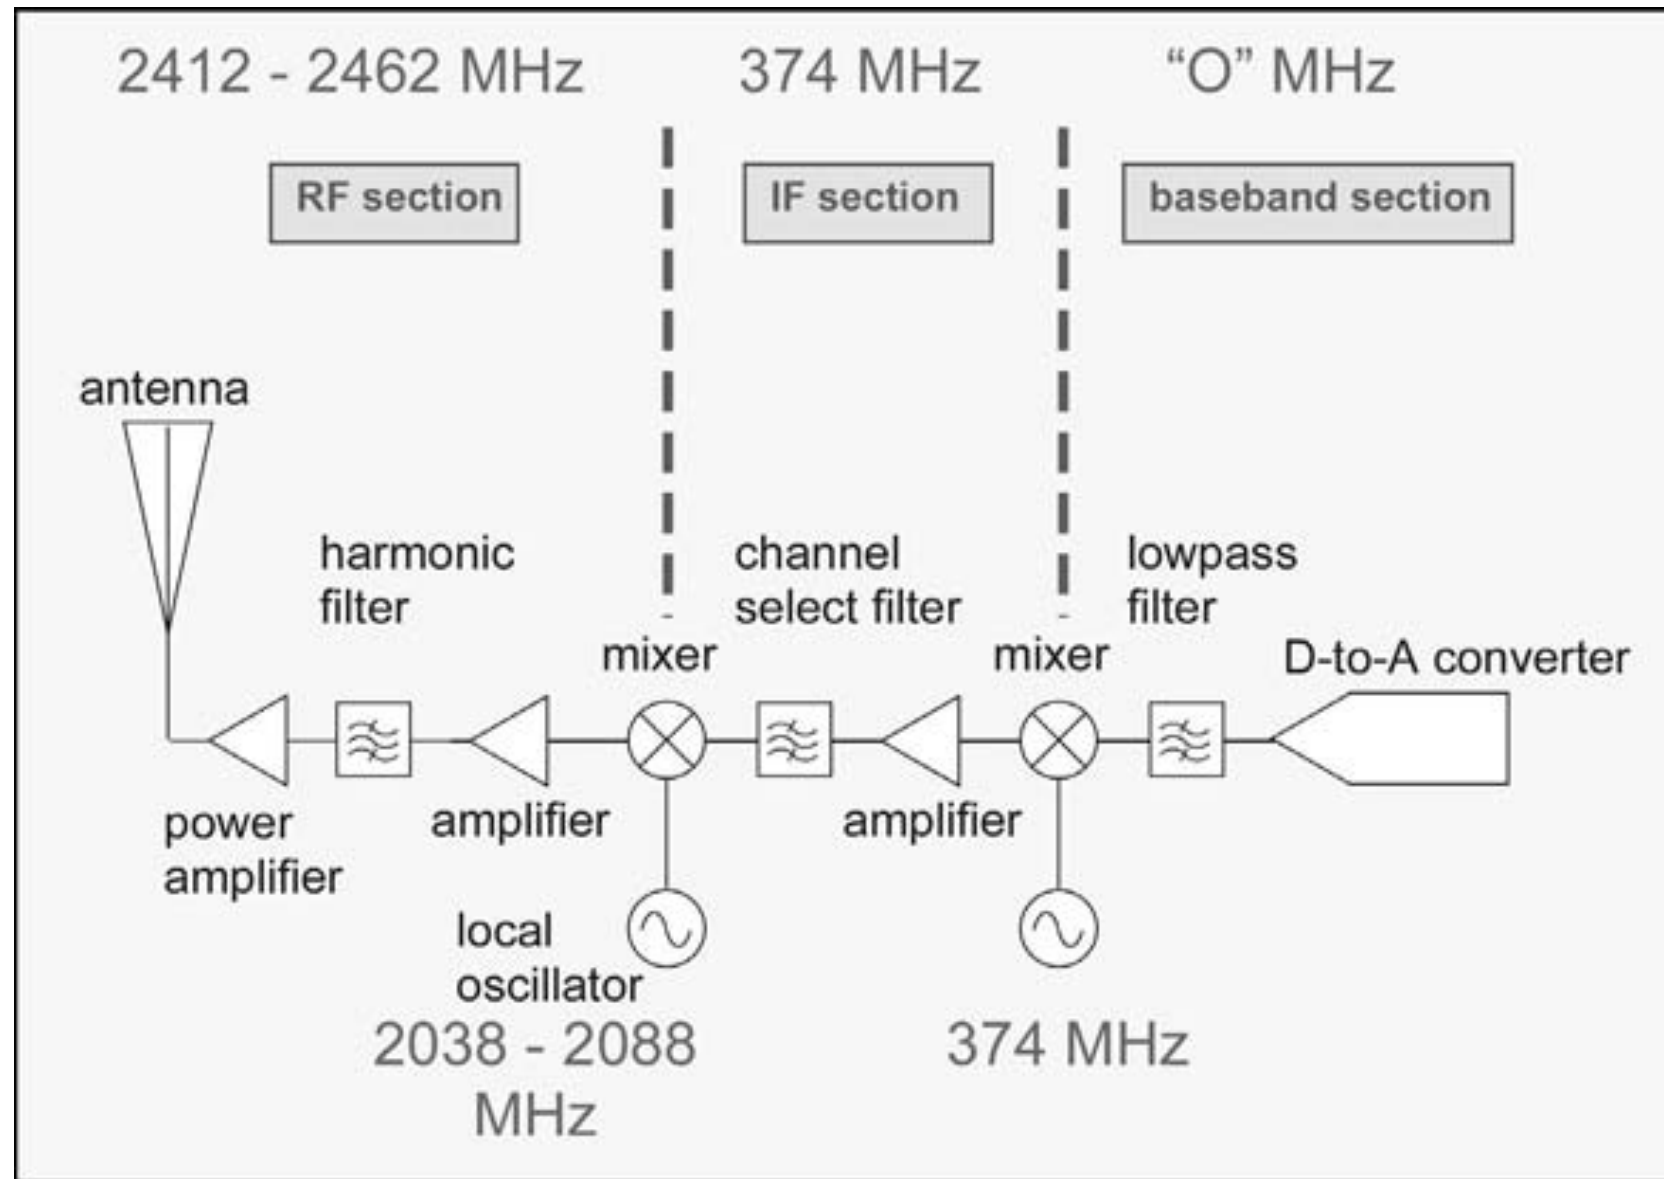 2412 - 2462 MHz
374 MHz
“O” MHz
RF section
IF section
baseband section
antenna
harmonic
filter
channel
select filter
lowpass
filter
mixer
mixer
D-to-A converter
power
amplifier
amplifier
amplifier
local
oscillator
2038 - 2088
MHz
374 MHz